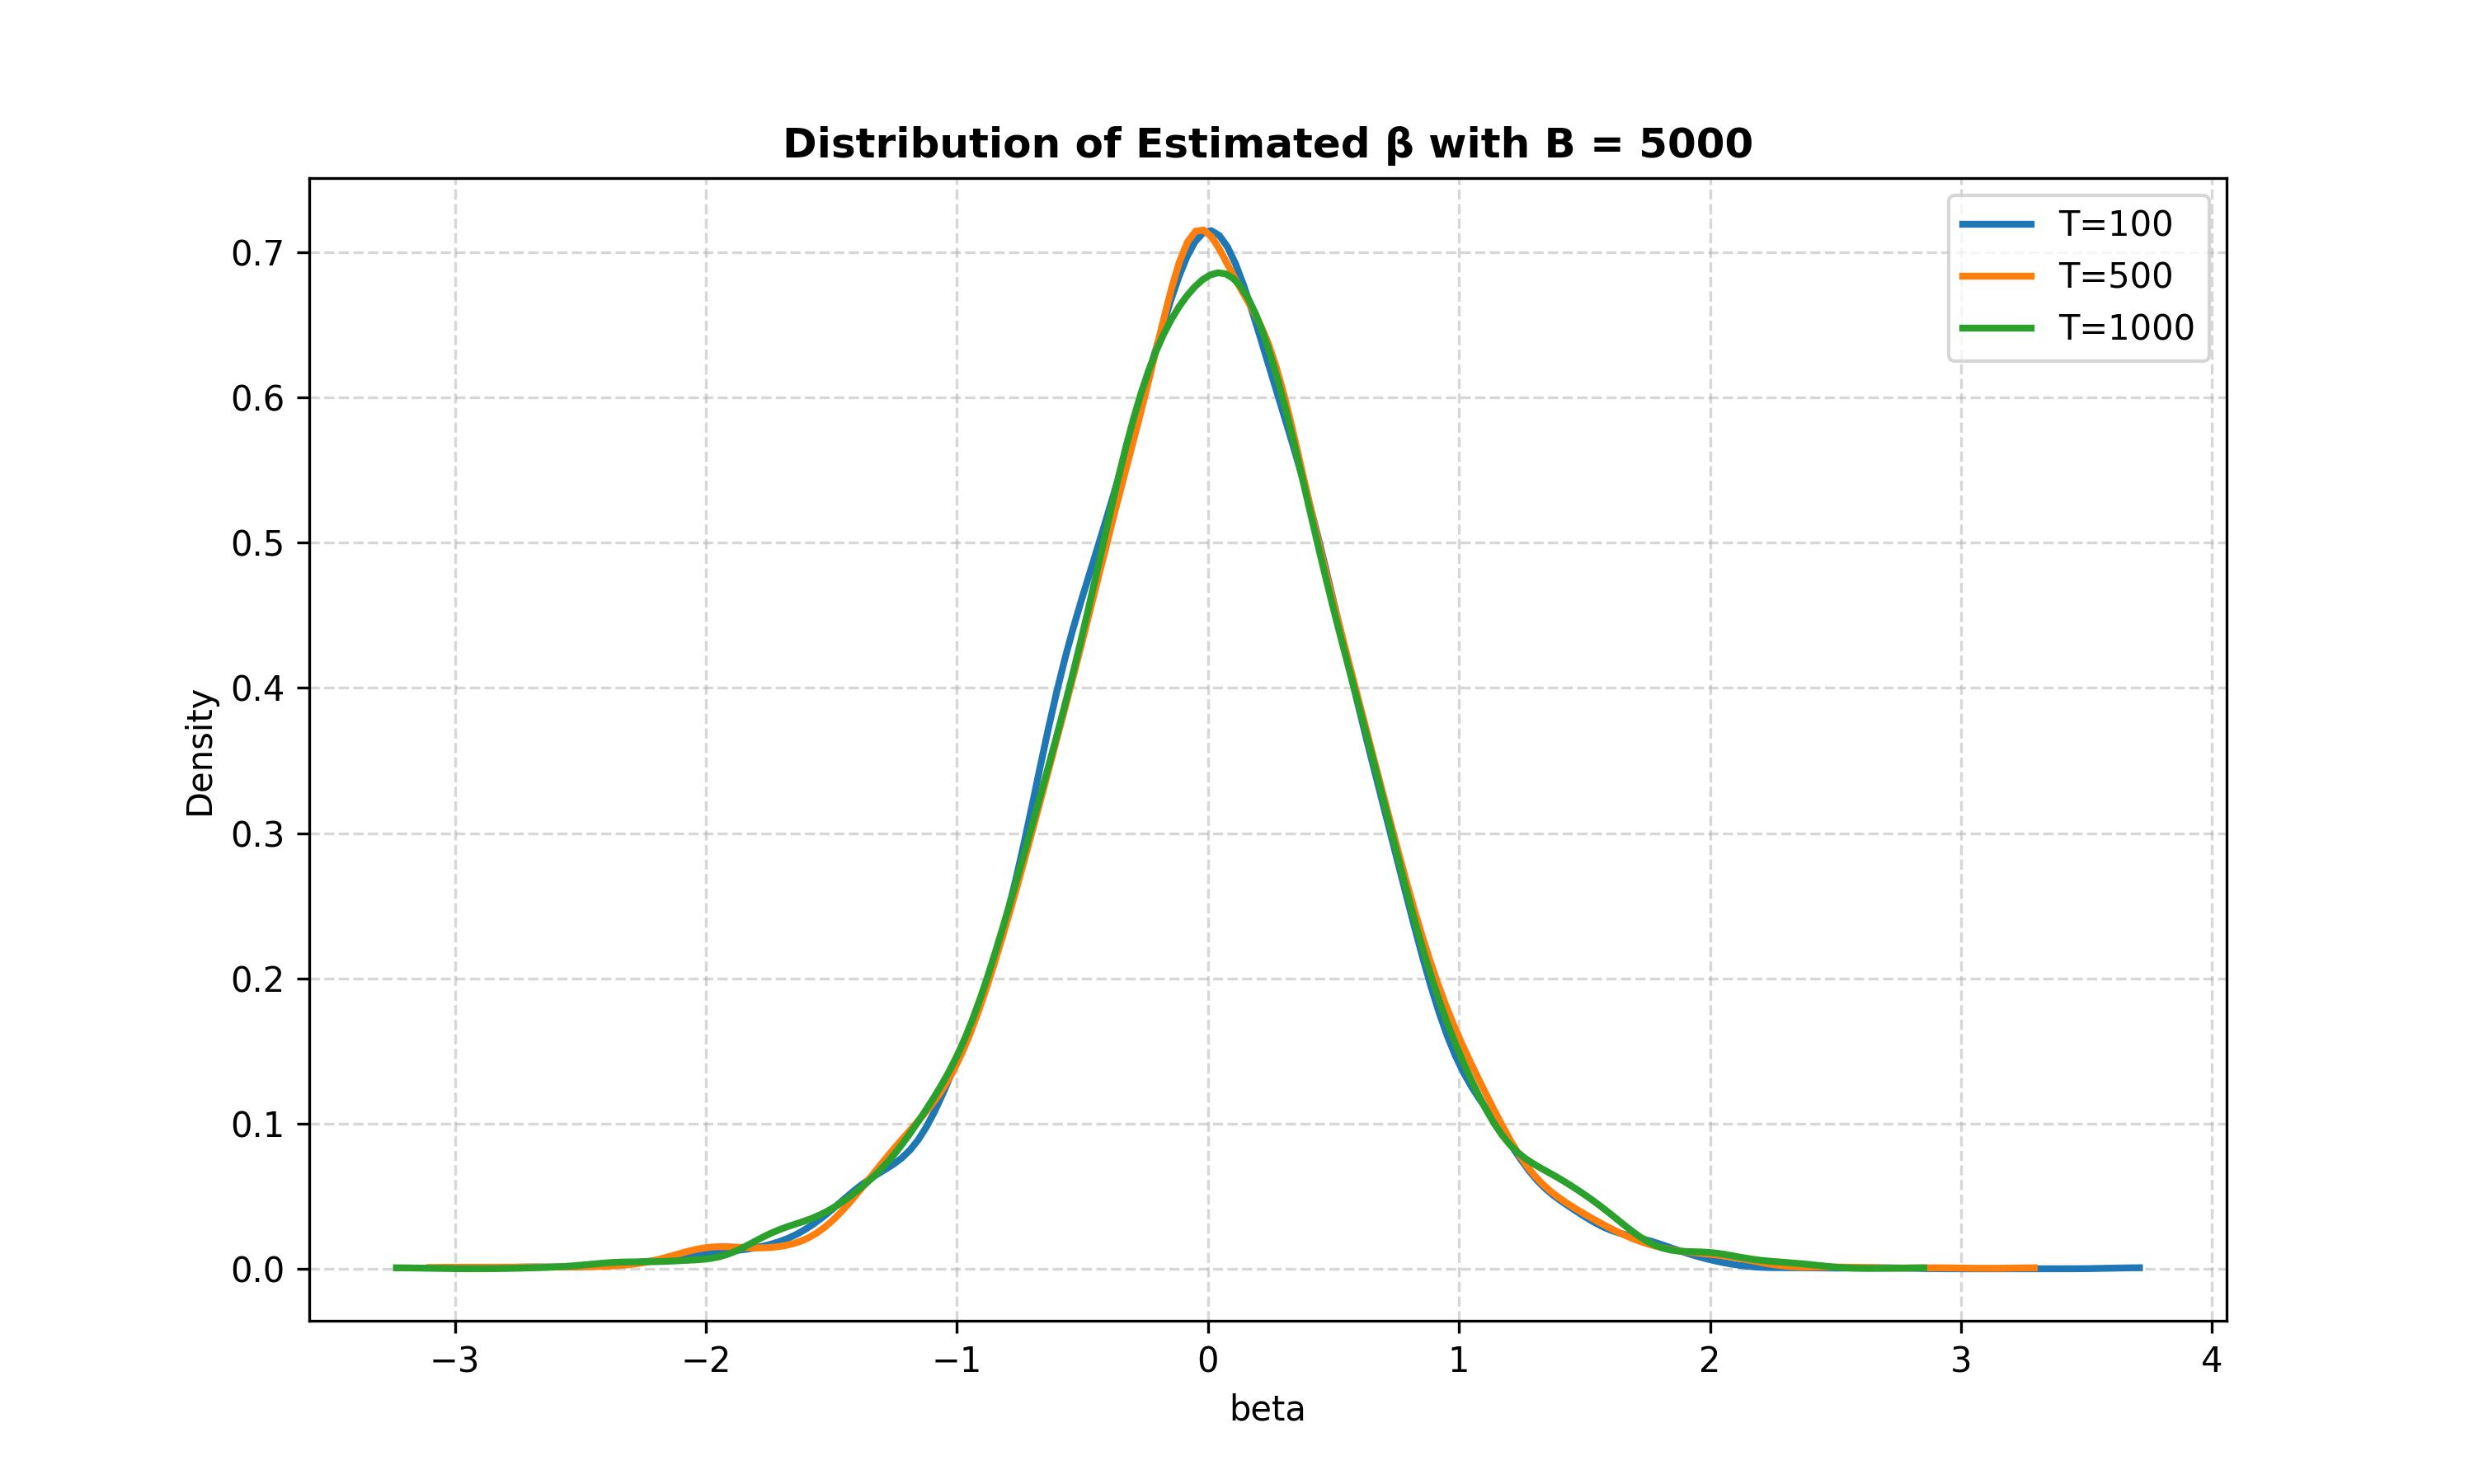 Distribution of Estimated β with B = 5000
T=100
T=500
T=1000
0.7
0.6
0.5
0.4
0.3
0.2
0.1
0.0
Density
−3 −2 −1 0 1 2 3 4
beta